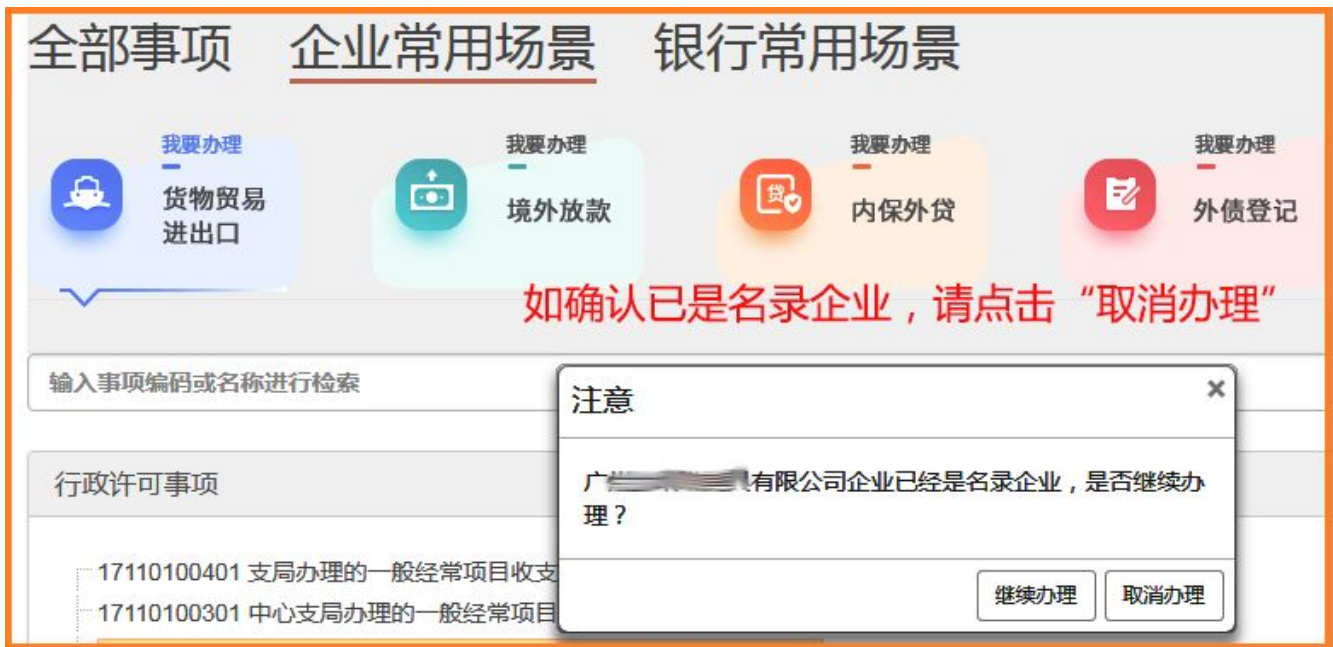 全部事项 企业常用场景 银行常用场景
我要办理 我要办理 我要办理 我要办理
货物贸易
进出口
境外放款
贷
内保外贷
外债登记
如确认已是名录企业，请点击“取消办理”
输入事项编码或名称进行检索
注意
×
行政许可事项
广 有限公司企业已经是名录企业，是否继续办
理？
17110100401 支局办理的一般经常项目收支
17110100301 中心支局办理的一般经常项目
继续办理 取消办理